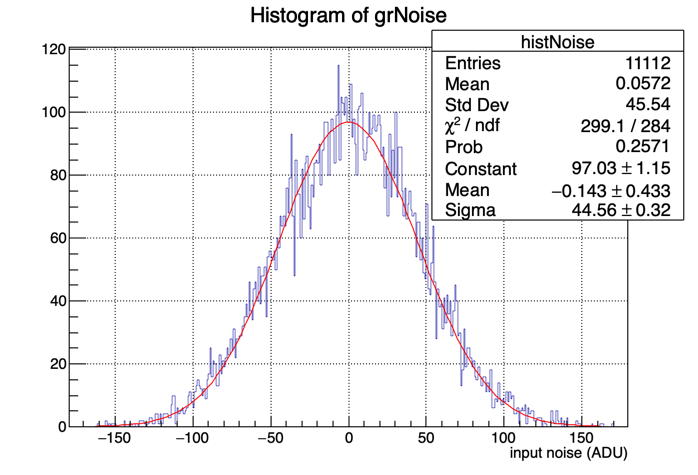 Histogram of grNoise
histNoise
Entries 11112
Mean 0.0572
Std Dev 45.54
χ² / ndf 299.1 / 284
Prob 0.2571
Constant 97.03 ± 1.15
Mean −0.143 ± 0.433
Sigma 44.56 ± 0.32
120
100
80
60
40
20
0
−150 −100 −50 0 50 100 150
input noise (ADU)